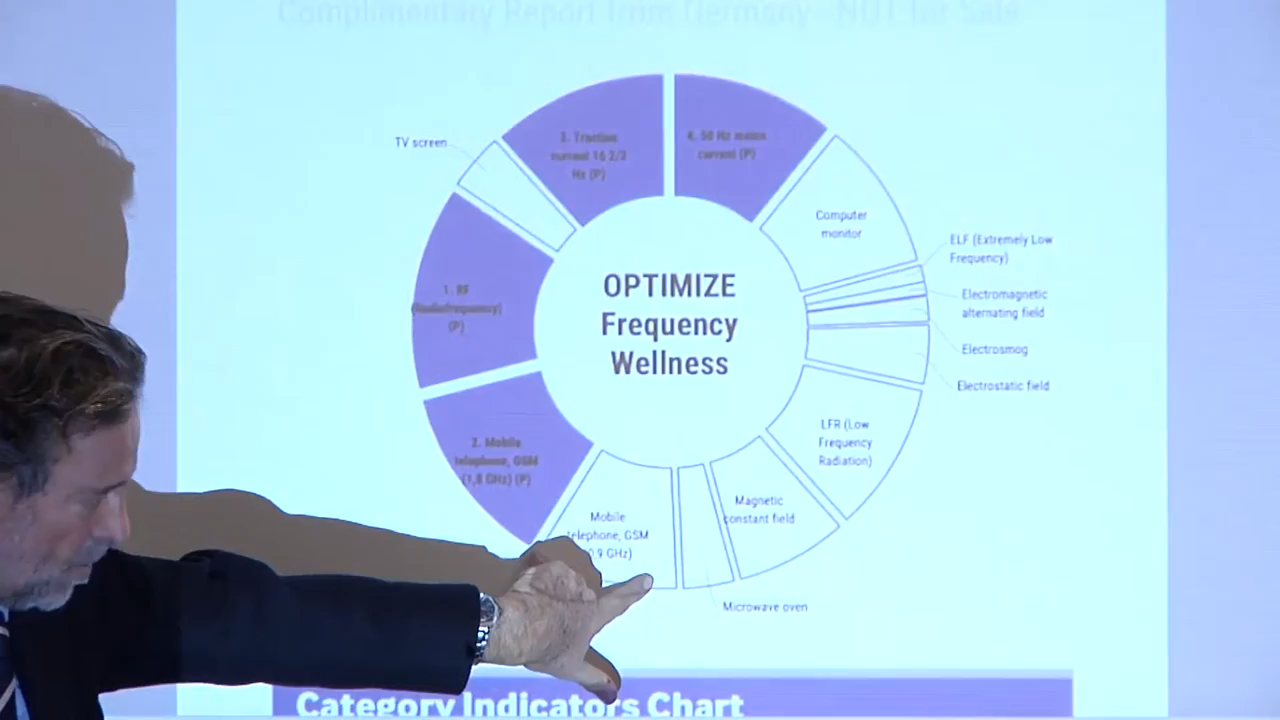 Complimentary Report from Germany - NOT for Sale
TV screen
3. Traction
current 16 2/3
Hz (P)
4. 50 Hz mains
current (P)
Computer
monitor
ELF (Extremely Low
Frequency)
Electromagnetic
alternating field
Electrosmog
Electrostatic field
1. RF
(Radiofrequency)
(P)
OPTIMIZE
Frequency
Wellness
2. Mobile
telephone, GSM
(1,8 GHz) (P)
LFR (Low
Frequency
Radiation)
Mobile
telephone, GSM
0.9 GHz)
Magnetic
constant field
Microwave oven
Category Indicators Chart